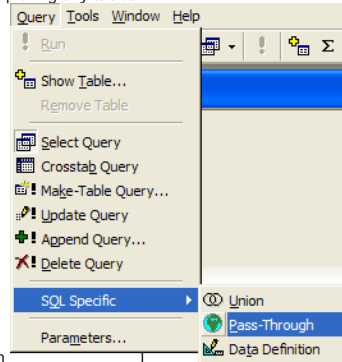 Query Tools Window Help
Run
Σ
Show Table...
Remove Table
Select Query
Crosstab Query
Make-Table Query...
Update Query
Append Query...
Delete Query
SQL Specific
Union
Pass-Through
Parameters...
Data Definition